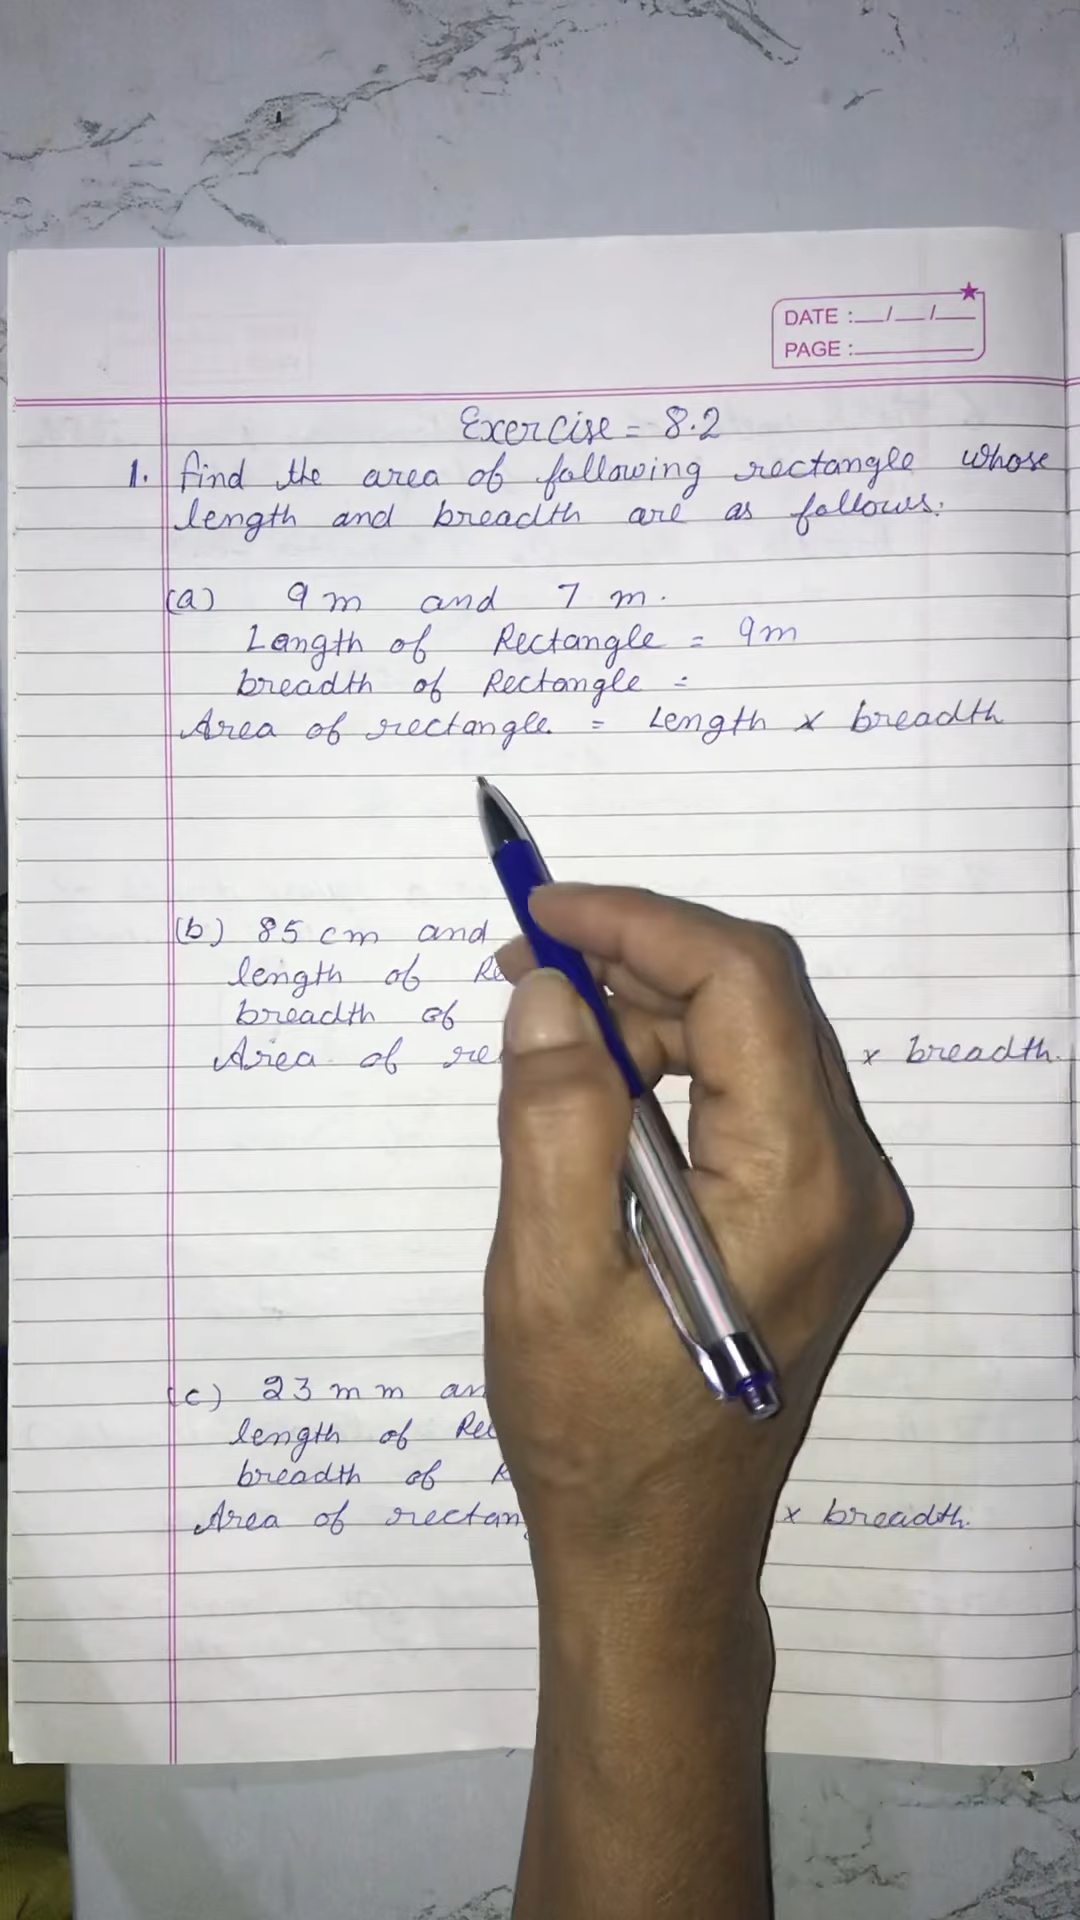 DATE :__/__/__
PAGE :
Exercise = 8.2
1. find the area of following rectangle whose
length and breadth are as follows:
(a) 9 m and 7 m.
Length of Rectangle = 9m
breadth of Rectangle =
Area of rectangle = Length × breadth
(b) 85 cm and
length of
breadth of
Area of × breadth.
(c) 23 mm
length of
breadth of
Area of × breadth.